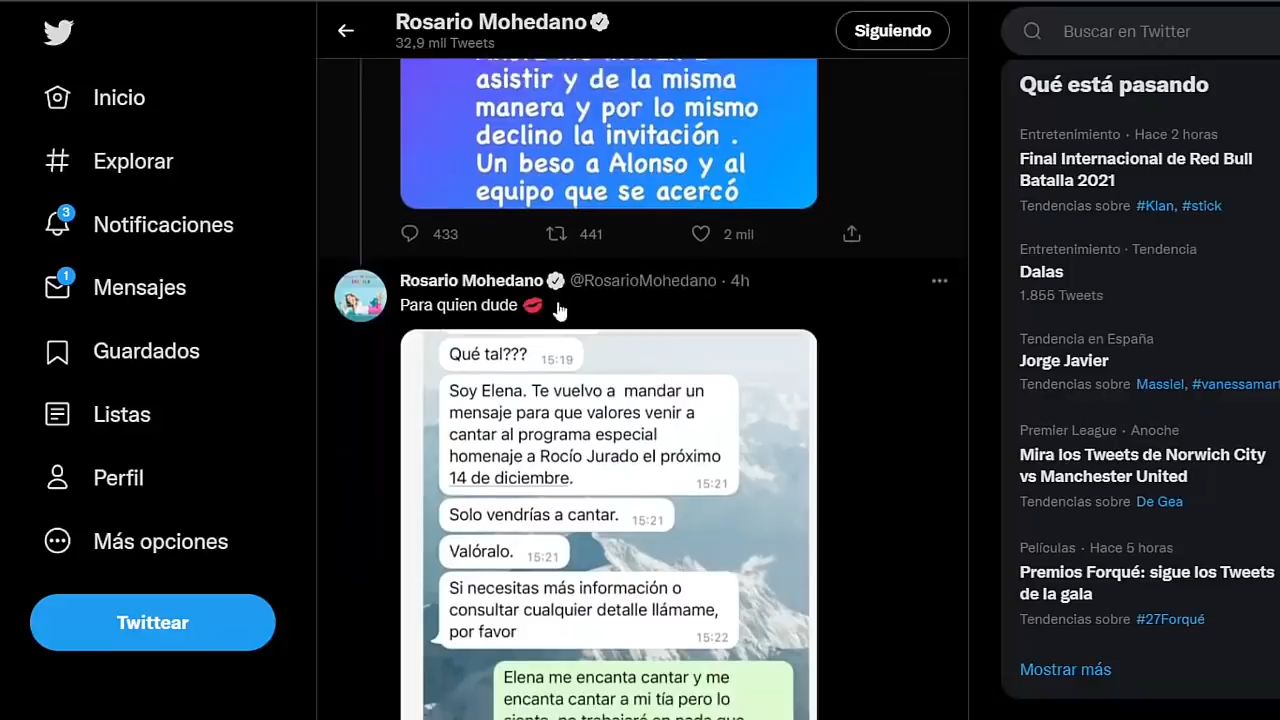 Rosario Mohedano
32,9 mil Tweets
Siguiendo
Buscar en Twitter
Inicio
Explorar
Notificaciones
3
Mensajes
1
Guardados
Listas
Perfil
Más opciones
Twittear
asistir y de la misma
manera y por lo mismo
declino la invitación .
Un beso a Alonso y al
equipo que se acercó
433
441
2 mil
Rosario Mohedano @RosarioMohedano · 4h
Para quien dude
Qué tal??? 15:19
Soy Elena. Te vuelvo a mandar un
mensaje para que valores venir a
cantar al programa especial
homenaje a Rocío Jurado el próximo
14 de diciembre. 15:21
Solo vendrías a cantar. 15:21
Valóralo. 15:21
Si necesitas más información o
consultar cualquier detalle llámame,
por favor 15:22
Elena me encanta cantar y me
encanta cantar a mi tía pero lo
siento, no trabajaré en nada que
Qué está pasando
Entretenimiento · Hace 2 horas
Final Internacional de Red Bull
Batalla 2021
Tendencias sobre #Klan, #stick
Entretenimiento · Tendencia
Dalas
1.855 Tweets
Tendencia en España
Jorge Javier
Tendencias sobre Massiel, #vanessamart
Premier League · Anoche
Mira los Tweets de Norwich City
vs Manchester United
Tendencias sobre De Gea
Películas · Hace 5 horas
Premios Forqué: sigue los Tweets
de la gala
Tendencias sobre #27Forqué
Mostrar más